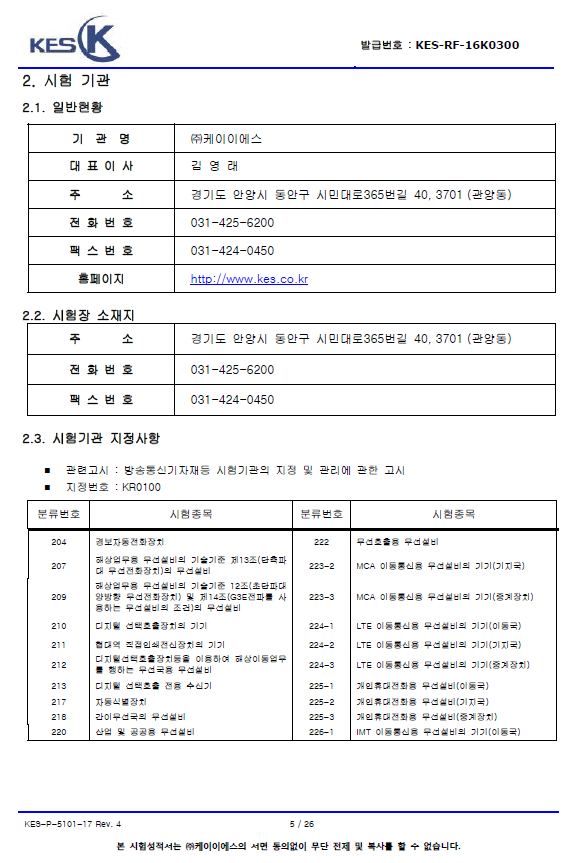 KES
발급번호 : KES-RF-16K0300
2. 시험 기관
2.1. 일반현황
기 관 명 ㈜케이이에스
대 표 이 사 김 영 래
주 소 경기도 안양시 동안구 시민대로365번길 40, 3701 (관양동)
전 화 번 호 031-425-6200
팩 스 번 호 031-424-0450
홈페이지 http://www.kes.co.kr
2.2. 시험장 소재지
주 소 경기도 안양시 동안구 시민대로365번길 40, 3701 (관양동)
전 화 번 호 031-425-6200
팩 스 번 호 031-424-0450
2.3. 시험기관 지정사항
■ 관련고시 : 방송통신기자재등 시험기관의 지정 및 관리에 관한 고시
■ 지정번호 : KR0100
분류번호 시험종목 분류번호 시험종목
204 경보자동전화장치 222 무선호출용 무선설비
207 해상업무용 무선설비의 기술기준 제13조(단측파
대 무선전화장치)의 무선설비 223-2 MCA 이동통신용 무선설비의 기기(기지국)
209 해상업무용 무선설비의 기술기준 12조(초단파대
양방향 무선전화장치) 및 제14조(G3E전파를 사
용하는 무선설비의 조건)의 무선설비 223-3 MCA 이동통신용 무선설비의 기기(중계장치)
210 디지털 선택호출장치의 기기 224-1 LTE 이동통신용 무선설비의 기기(이동국)
211 협대역 직접인쇄전신장치의 기기 224-2 LTE 이동통신용 무선설비의 기기(기지국)
212 디지털선택호출장치등을 이용하여 해상이동업무
를 행하는 무선국용 무선설비 224-3 LTE 이동통신용 무선설비의 기기(중계장치)
213 디지털 선택호출 전용 수신기 225-1 개인휴대전화용 무선설비(이동국)
217 자동식별장치 225-2 개인휴대전화용 무선설비(기지국)
218 간이무선국의 무선설비 225-3 개인휴대전화용 무선설비(중계장치)
220 산업 및 공공용 무선설비 226-1 IMT 이동통신용 무선설비의 기기(이동국)
KES-P-5101-17 Rev. 4 5 / 26
본 시험성적서는 ㈜케이이에스의 서면 동의없이 무단 전제 및 복사를 할 수 없습니다.